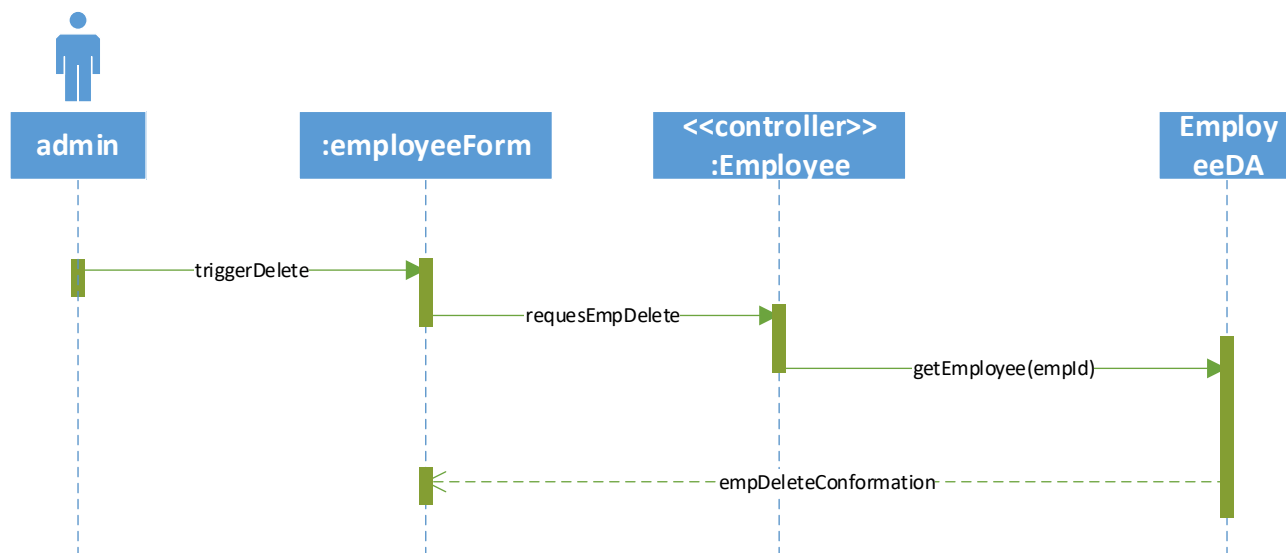 admin
:employeeForm
<<controller>>
:Employee
Employ
eeDA
triggerDelete
requesEmpDelete
getEmployee(empId)
empDeleteConformation